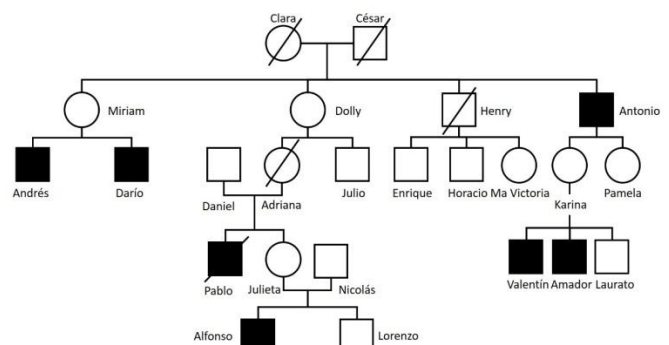 Clara César
Miriam Dolly Henry Antonio
Andrés Darío Daniel Adriana Julio Enrique Horacio Ma Victoria Karina Pamela
Pablo Julieta Nicolás Valentín Amador Laurato
Alfonso Lorenzo